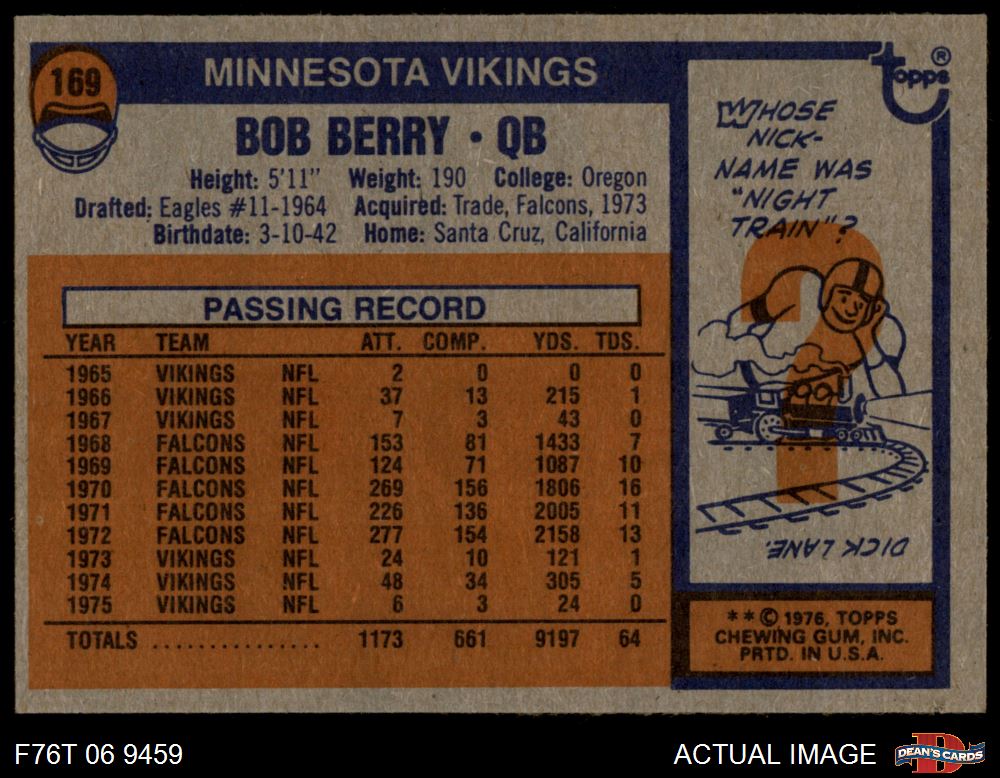 169
MINNESOTA VIKINGS
BOB BERRY • QB
Height: 5'11" Weight: 190 College: Oregon
Drafted: Eagles #11-1964 Acquired: Trade, Falcons, 1973
Birthdate: 3-10-42 Home: Santa Cruz, California
PASSING RECORD
YEAR TEAM ATT. COMP. YDS. TDS.
1965 VIKINGS NFL 2 0 0 0
1966 VIKINGS NFL 37 13 215 1
1967 VIKINGS NFL 7 3 43 0
1968 FALCONS NFL 153 81 1433 7
1969 FALCONS NFL 124 71 1087 10
1970 FALCONS NFL 269 156 1806 16
1971 FALCONS NFL 226 136 2005 11
1972 FALCONS NFL 277 154 2158 13
1973 VIKINGS NFL 24 10 121 1
1974 VIKINGS NFL 48 34 305 5
1975 VIKINGS NFL 6 3 24 0
TOTALS ................ 1173 661 9197 64
Topps ®
WHOSE
NICK-
NAME WAS
"NIGHT
TRAIN"?
?
DICK LANE.
**© 1976, TOPPS
CHEWING GUM, INC.
PRTD. IN U.S.A.
F76T 06 9459
ACTUAL IMAGE
DEAN'S CARDS